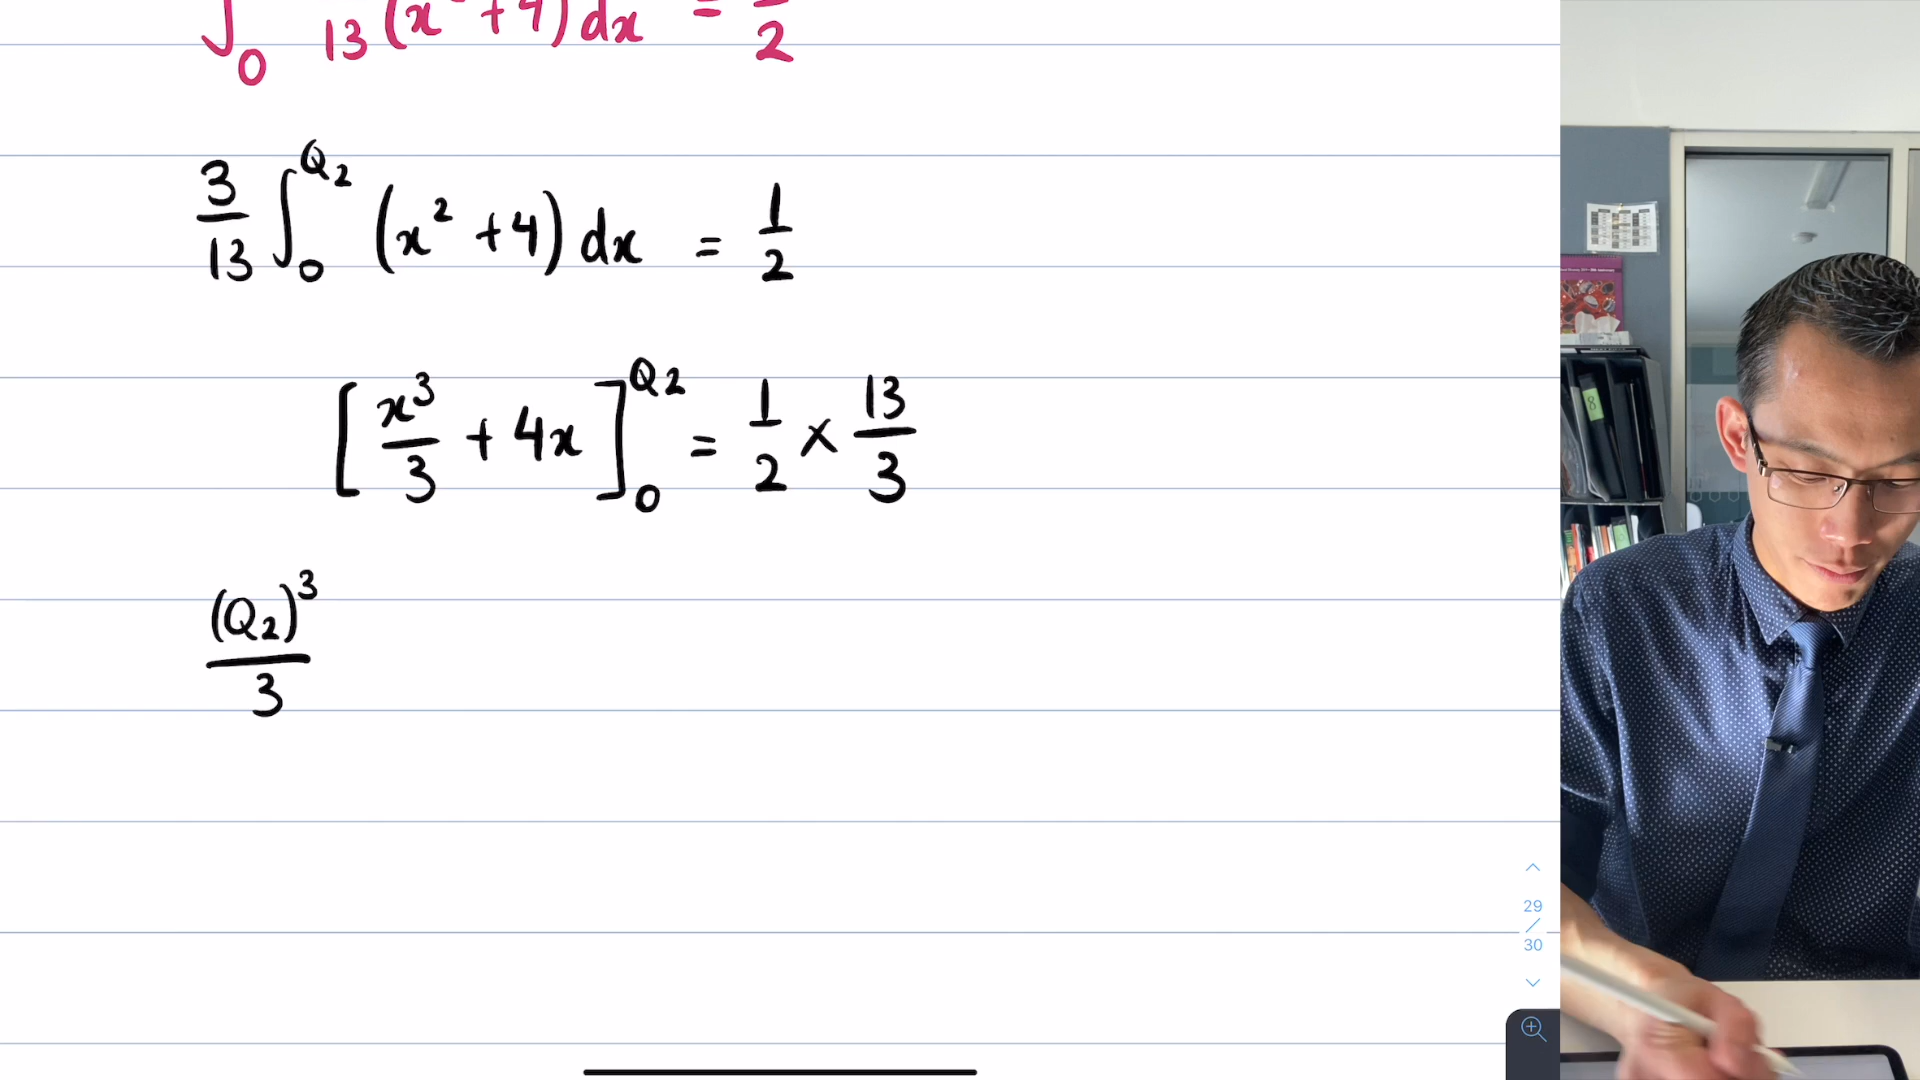 ∫₀ 13 (x² + 4) dx = 2
3/13 ∫₀^Q₂ (x² + 4) dx = 1/2
[x³/3 + 4x]₀^Q₂ = 1/2 × 13/3
(Q₂)³/3
29
/
30
8